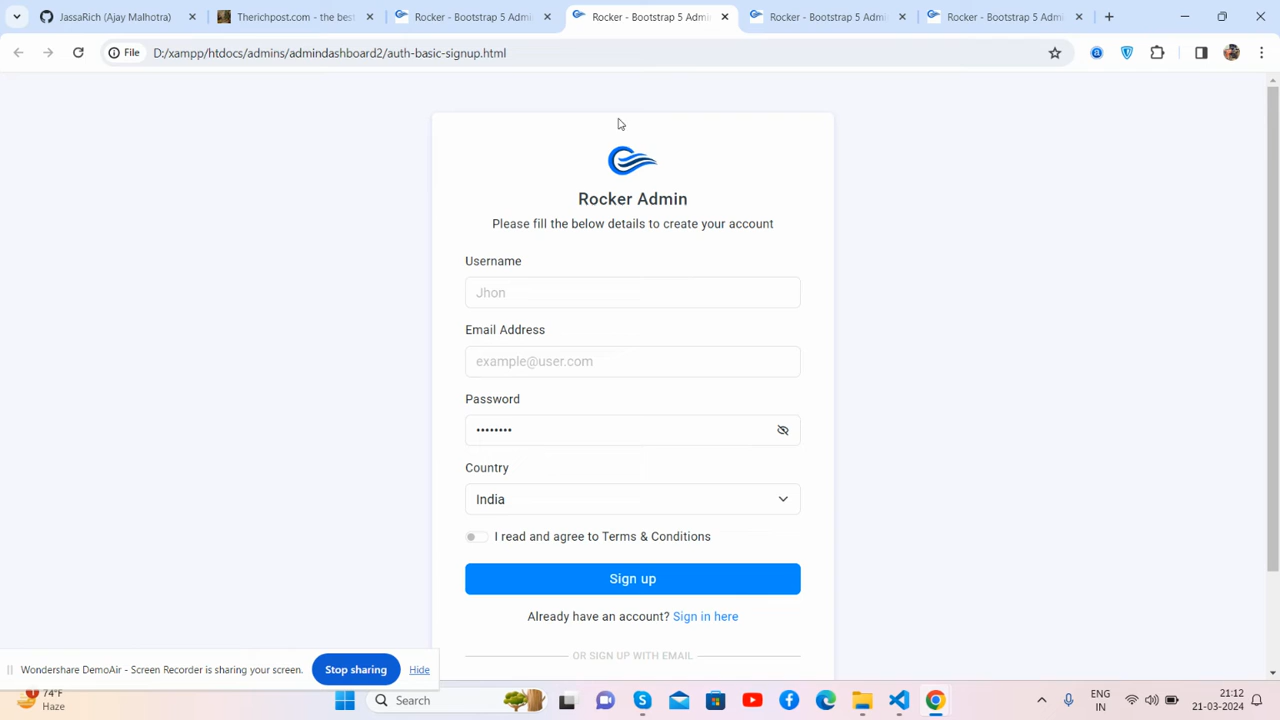 JassaRich (Ajay Malhotra)
Therichpost.com - the best
Rocker - Bootstrap 5 Admin
Rocker - Bootstrap 5 Admin
Rocker - Bootstrap 5 Admin
Rocker - Bootstrap 5 Admin
File
D:/xampp/htdocs/admins/admindashboard2/auth-basic-signup.html
Rocker Admin
Please fill the below details to create your account
Username
Jhon
Email Address
example@user.com
Password
••••••••
Country
India
I read and agree to Terms & Conditions
Sign up
Already have an account? Sign in here
OR SIGN UP WITH EMAIL
Wondershare DemoAir - Screen Recorder is sharing your screen.
Stop sharing
Hide
74°F
Haze
Search
ENG
IN
21:12
21-03-2024